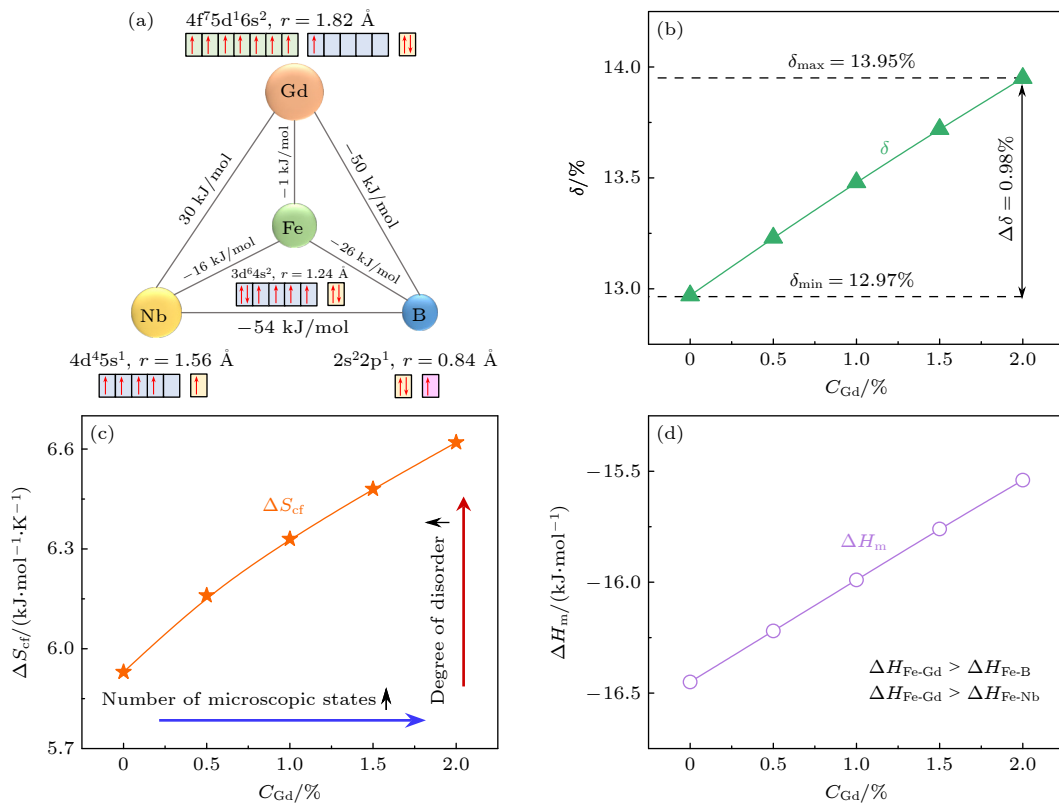 (a)
4f⁷5d¹6s², r = 1.82 Å
Gd
30 kJ/mol
−1 kJ/mol
−50 kJ/mol
Fe
−16 kJ/mol
−26 kJ/mol
3d⁶4s², r = 1.24 Å
Nb
B
−54 kJ/mol
4d⁴5s¹, r = 1.56 Å
2s²2p¹, r = 0.84 Å
(b)
14.0
13.5
13.0
δ/%
δmax = 13.95%
δ
Δδ = 0.98%
δmin = 12.97%
0 0.5 1.0 1.5 2.0
CGd/%
(c)
6.6
6.3
6.0
5.7
ΔScf/(kJ·mol⁻¹·K⁻¹)
ΔScf
Degree of disorder
Number of microscopic states
0 0.5 1.0 1.5 2.0
CGd/%
(d)
−15.5
−16.0
−16.5
ΔHm/(kJ·mol⁻¹)
ΔHm
ΔHFe-Gd > ΔHFe-B
ΔHFe-Gd > ΔHFe-Nb
0 0.5 1.0 1.5 2.0
CGd/%